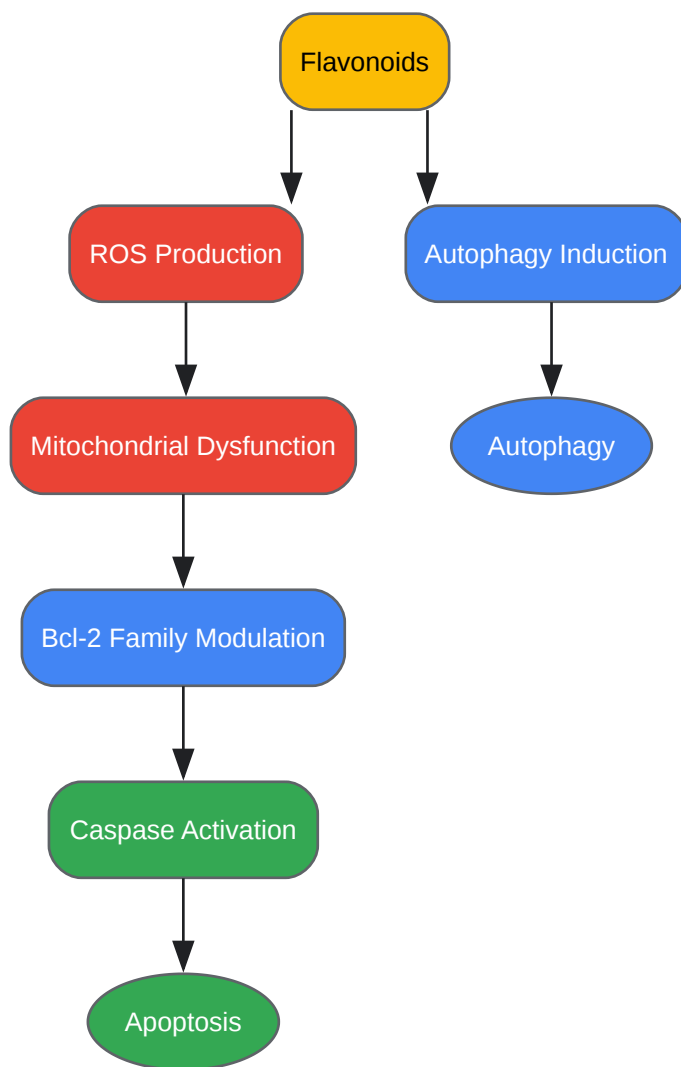 Flavonoids
ROS Production
Autophagy Induction
Mitochondrial Dysfunction
Autophagy
Bcl-2 Family Modulation
Caspase Activation
Apoptosis